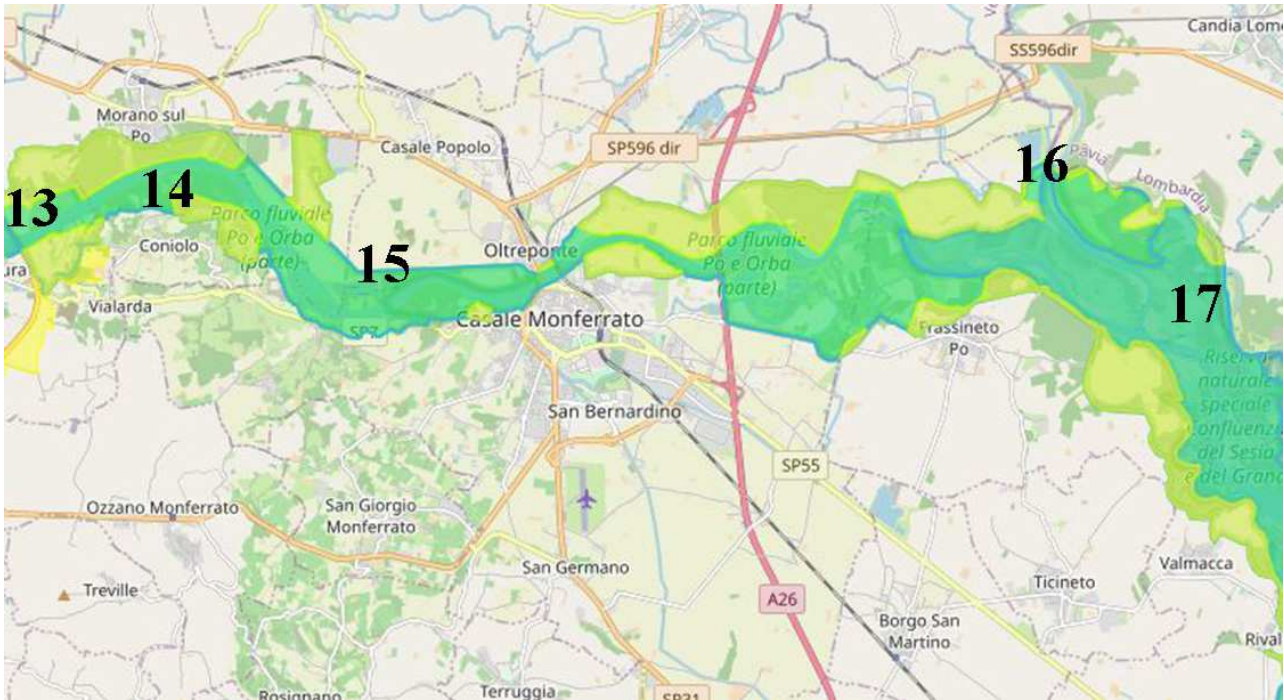 Candia Lome
SS596dir
Morano sul
Po
Casale Popolo
SP596 dir
Pavia
Lombardia
16
13
14
Coniolo
Parco fluviale
Po e Orba
(parte)
15
Oltreponte
Parco fluviale
Po e Orba
(parte)
ura
Vialarda
SP7
Casale Monferrato
17
Frassineto
Po
Riserva
naturale
speciale
Confluenza
del Sesia
e del Grana
San Bernardino
SP55
Ozzano Monferrato
San Giorgio
Monferrato
San Germano
Treville
A26
Ticineto
Valmacca
Borgo San
Martino
Rival
Rosignano
Terruggia
SP31